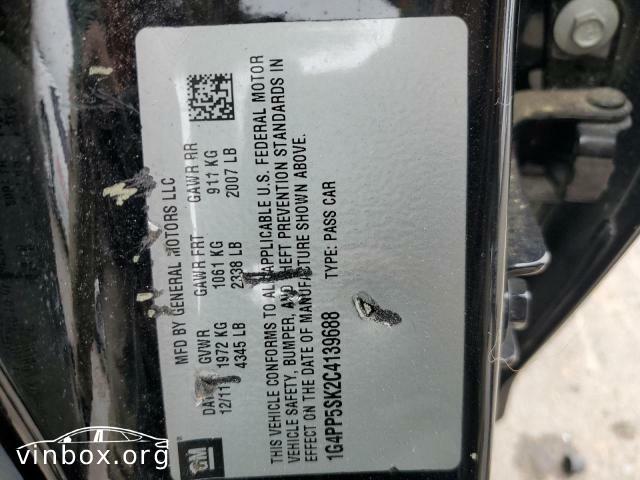 MFD BY GENERAL MOTORS LLC
DATE GVWR GAWR FRT GAWR RR
12/11 1972 KG 1061 KG 911 KG
4345 LB 2338 LB 2007 LB
THIS VEHICLE CONFORMS TO ALL APPLICABLE U.S. FEDERAL MOTOR
VEHICLE SAFETY, BUMPER, AND THEFT PREVENTION STANDARDS IN
EFFECT ON THE DATE OF MANUFACTURE SHOWN ABOVE.
1G4PP5SK2C4139688 TYPE: PASS CAR
GM
vinbox.org